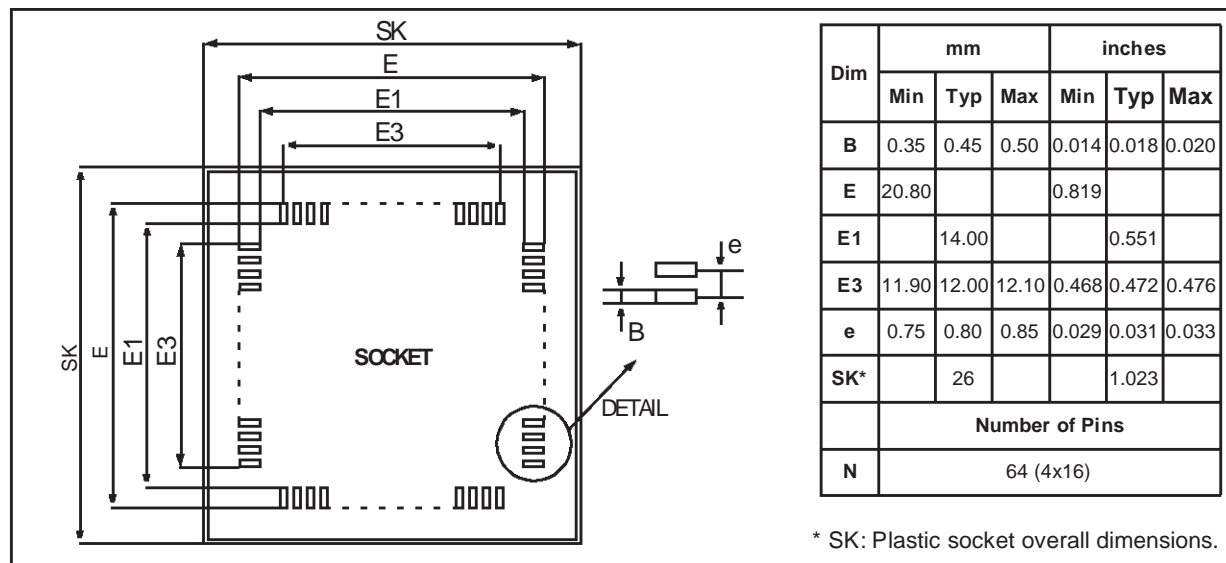 SK
E
E1
E3
SK
E
E1
E3
SOCKET
e
B
DETAIL
Dim mm inches
Min Typ Max Min Typ Max
B 0.35 0.45 0.50 0.014 0.018 0.020
E 20.80 0.819
E1 14.00 0.551
E3 11.90 12.00 12.10 0.468 0.472 0.476
e 0.75 0.80 0.85 0.029 0.031 0.033
SK* 26 1.023
Number of Pins
N 64 (4x16)
* SK: Plastic socket overall dimensions.